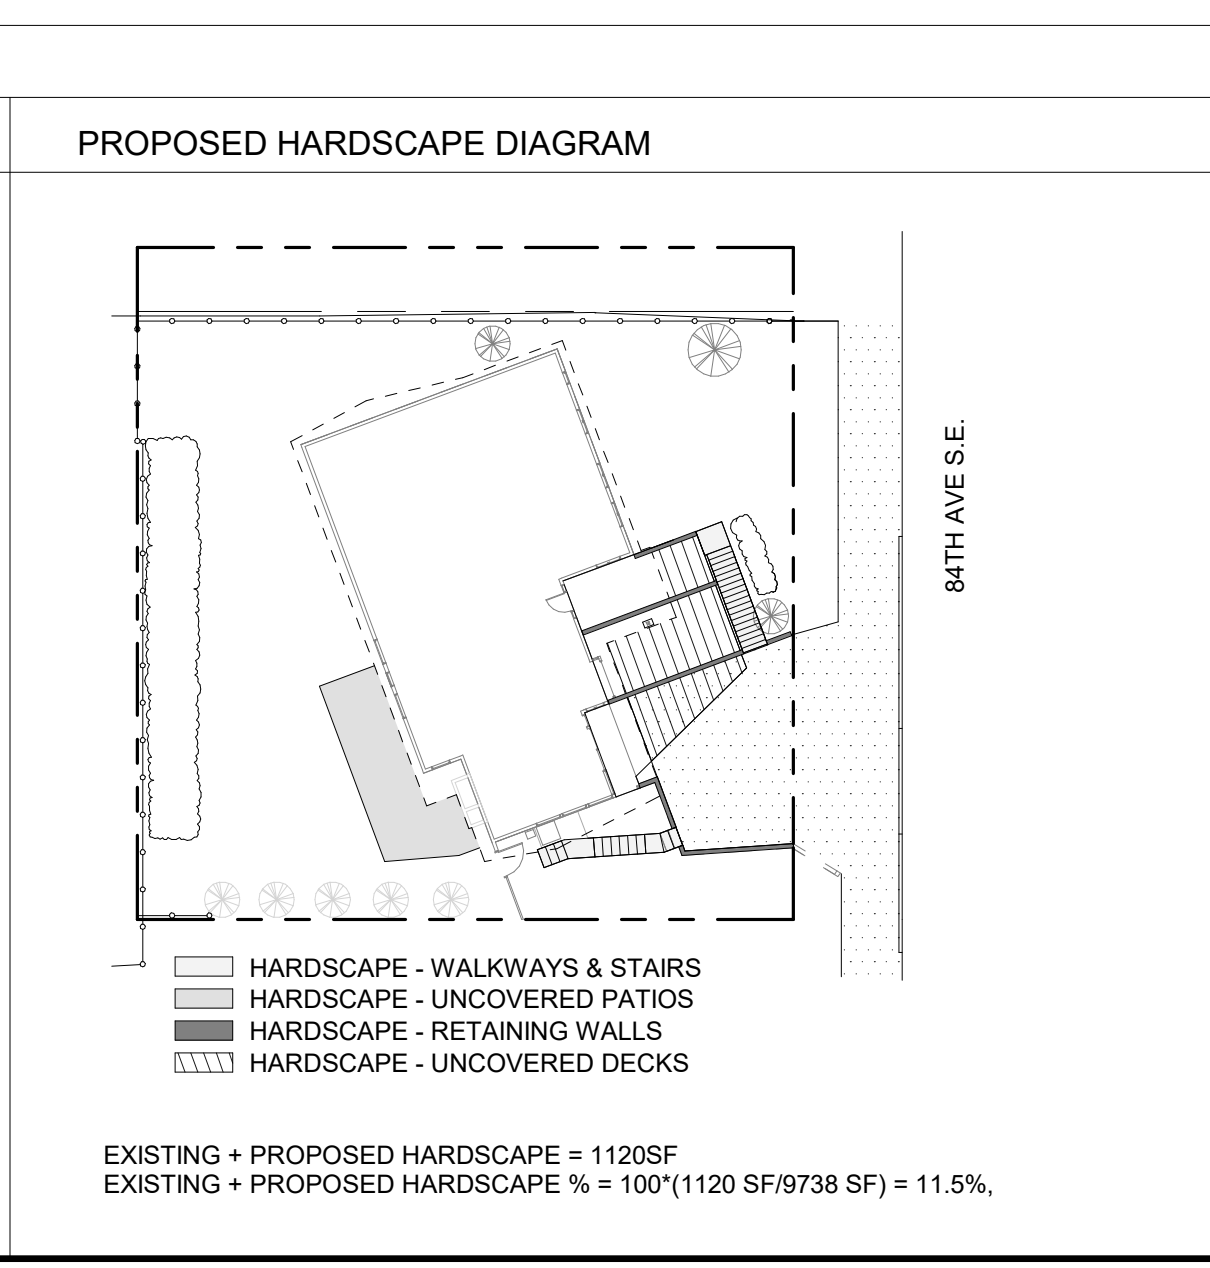 PROPOSED HARDSCAPE DIAGRAM
84TH AVE S.E.
HARDSCAPE - WALKWAYS & STAIRS
HARDSCAPE - UNCOVERED PATIOS
HARDSCAPE - RETAINING WALLS
HARDSCAPE - UNCOVERED DECKS
EXISTING + PROPOSED HARDSCAPE = 1120SF
EXISTING + PROPOSED HARDSCAPE % = 100*(1120 SF/9738 SF) = 11.5%,